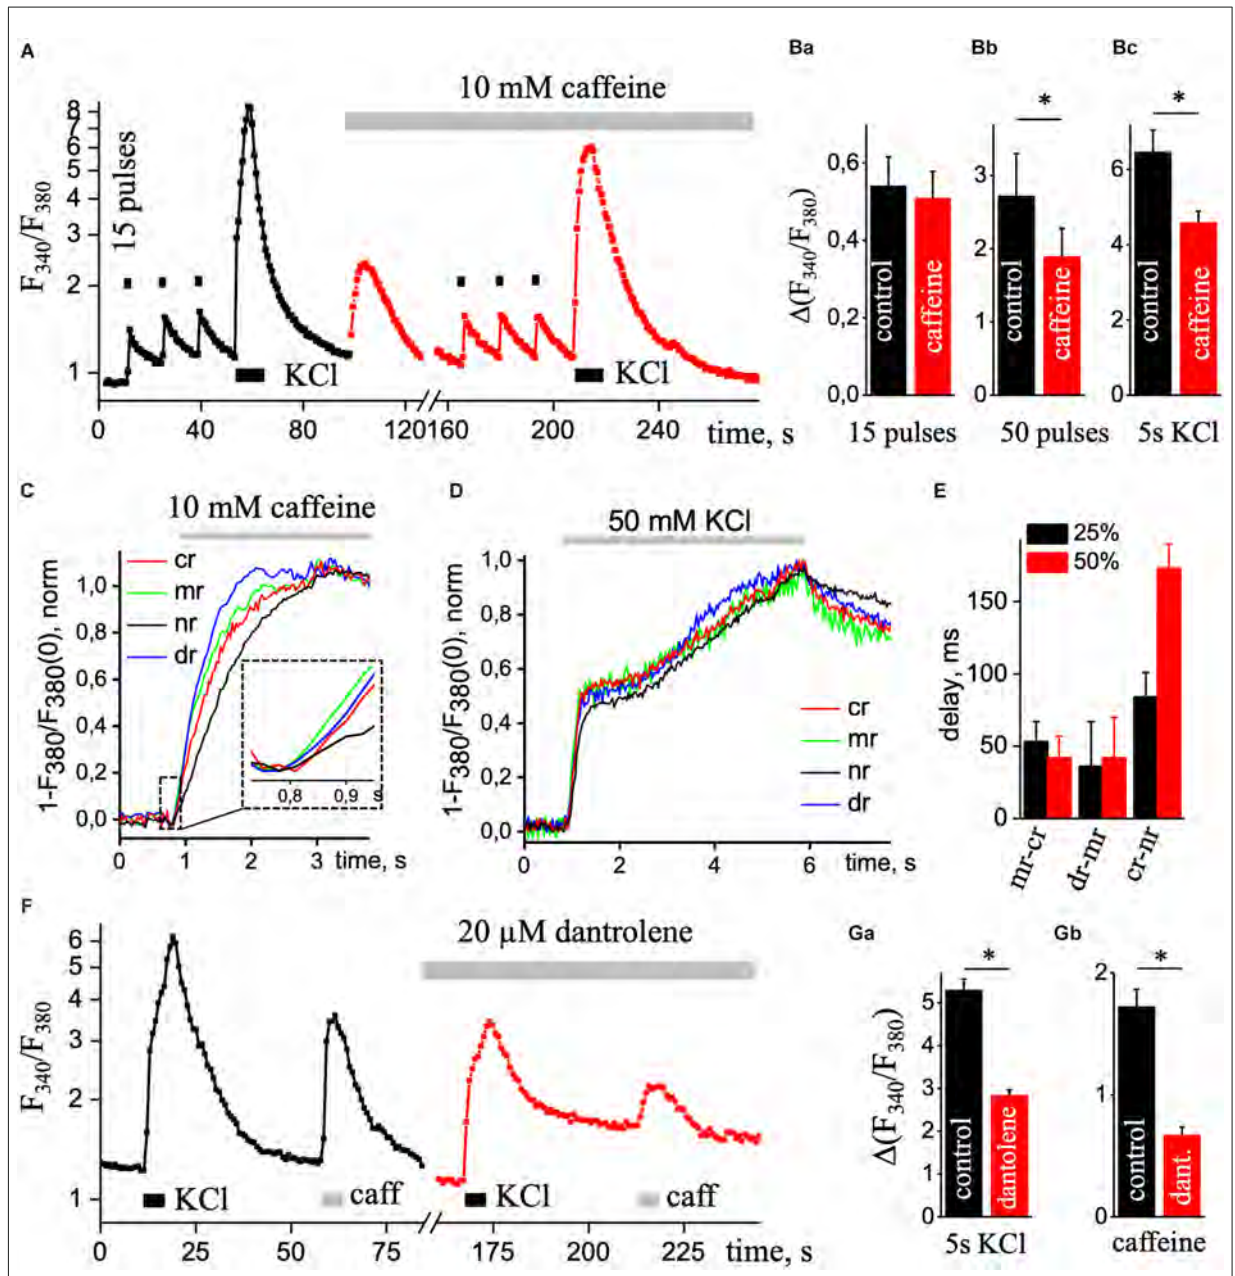 A
Ba
Bb
Bc
10 mM caffeine
15 pulses
F340/F380
8
7
6
5
4
3
2
1
KCl
KCl
0
40
80
120
160
200
240
time, s
Δ(F340/F380)
0,6
0,4
0,2
0,0
control
caffeine
15 pulses
*
3
2
1
0
control
caffeine
50 pulses
*
6
4
2
0
control
caffeine
5s KCl
C
10 mM caffeine
1-F380/F380(0), norm
1,0
0,8
0,6
0,4
0,2
0,0
cr
mr
nr
dr
0,8
0,9
s
0
1
2
3
time, s
D
50 mM KCl
1-F380/F380(0), norm
1,0
0,8
0,6
0,4
0,2
0,0
cr
mr
nr
dr
0
2
4
6
time, s
E
25%
50%
delay, ms
150
100
50
0
mr-cr
dr-mr
cr-nr
F
20 µM dantrolene
F340/F380
6
5
4
3
2
1
KCl
caff
KCl
caff
0
25
50
75
175
200
225
time, s
Ga
Δ(F340/F380)
*
5
4
3
2
1
0
control
dantolene
5s KCl
Gb
*
2
1
0
control
dant.
caffeine